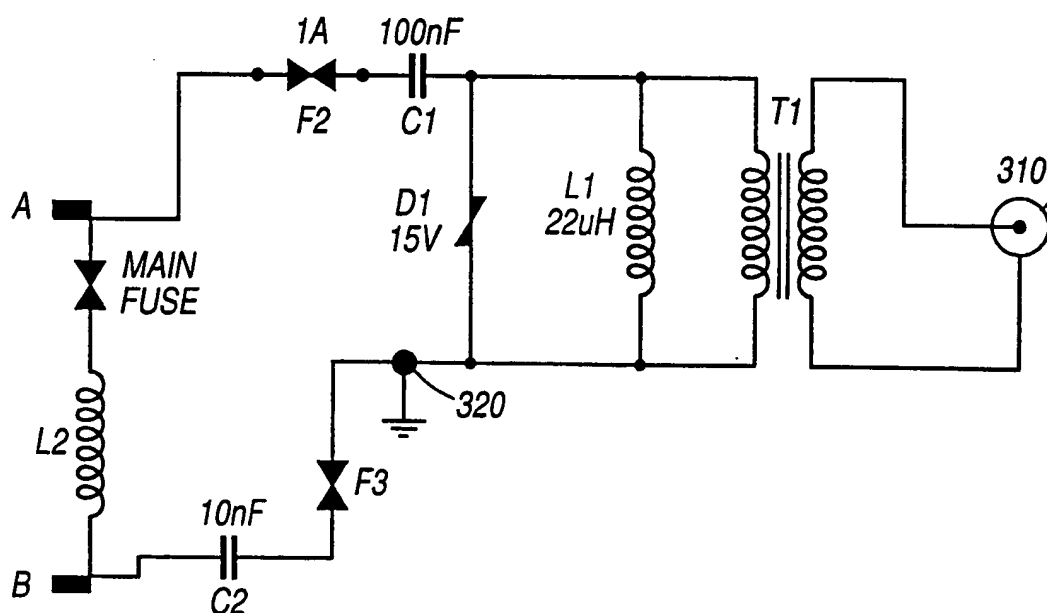 1A
100nF
F2
C1
T1
310
A
D1
15V
L1
22uH
MAIN
FUSE
320
L2
F3
10nF
B
C2